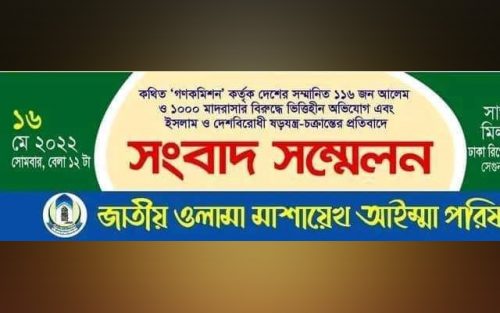 কথিত ‘গণকমিশন’ কর্তৃক দেশের সম্মানিত ১১৬ জন আলেম
ও ১০০০ মাদরাসার বিরুদ্ধে ভিত্তিহীন অভিযোগ এবং
ইসলাম ও দেশবিরোধী ষড়যন্ত্র-চক্রান্তের প্রতিবাদে
সংবাদ সম্মেলন
১৬
মে ২০২২
সোমবার, বেলা ১২ টা
সা
মিল
ঢাকা রি
সেগু
জাতীয় ওলামা মাশায়েখ আইম্মা পরিষ